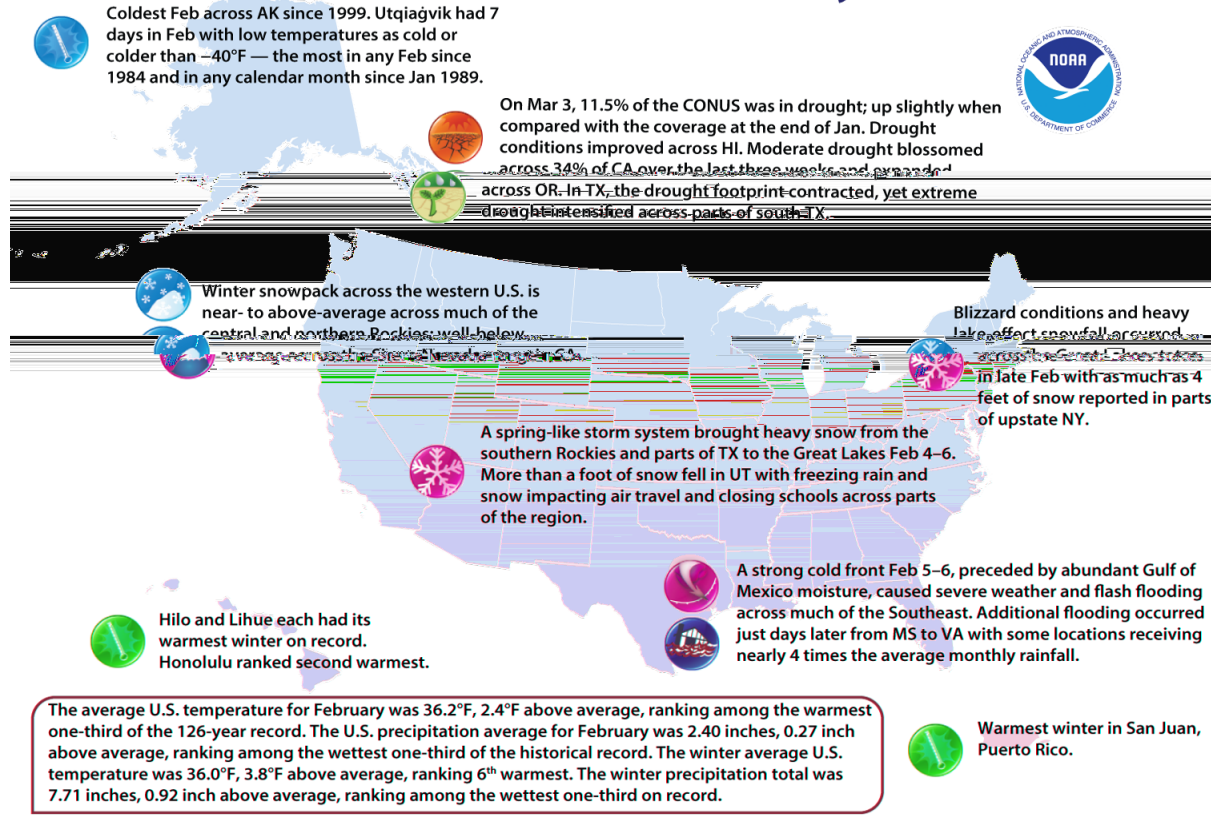 Coldest Feb across AK since 1999. Utqiaġvik had 7
days in Feb with low temperatures as cold or
colder than −40°F — the most in any Feb since
1984 and in any calendar month since Jan 1989.
NATIONAL OCEANIC AND ATMOSPHERIC ADMINISTRATION
NOAA
U.S. DEPARTMENT OF COMMERCE
On Mar 3, 11.5% of the CONUS was in drought; up slightly when
compared with the coverage at the end of Jan. Drought
conditions improved across HI. Moderate drought blossomed
across 34% of CA over the last three weeks and expanded
across OR. In TX, the drought footprint contracted, yet extreme
drought intensified across parts of south TX.
Winter snowpack across the western U.S. is
near- to above-average across much of the
central and northern Rockies; well-below
average across the
Blizzard conditions and heavy
lake-effect snowfall occurred
across the Great Lakes states
in late Feb with as much as 4
feet of snow reported in parts
of upstate NY.
A spring-like storm system brought heavy snow from the
southern Rockies and parts of TX to the Great Lakes Feb 4–6.
More than a foot of snow fell in UT with freezing rain and
snow impacting air travel and closing schools across parts
of the region.
A strong cold front Feb 5–6, preceded by abundant Gulf of
Mexico moisture, caused severe weather and flash flooding
across much of the Southeast. Additional flooding occurred
just days later from MS to VA with some locations receiving
nearly 4 times the average monthly rainfall.
Hilo and Lihue each had its
warmest winter on record.
Honolulu ranked second warmest.
The average U.S. temperature for February was 36.2°F, 2.4°F above average, ranking among the warmest
one-third of the 126-year record. The U.S. precipitation average for February was 2.40 inches, 0.27 inch
above average, ranking among the wettest one-third of the historical record. The winter average U.S.
temperature was 36.0°F, 3.8°F above average, ranking 6th warmest. The winter precipitation total was
7.71 inches, 0.92 inch above average, ranking among the wettest one-third on record.
Warmest winter in San Juan,
Puerto Rico.